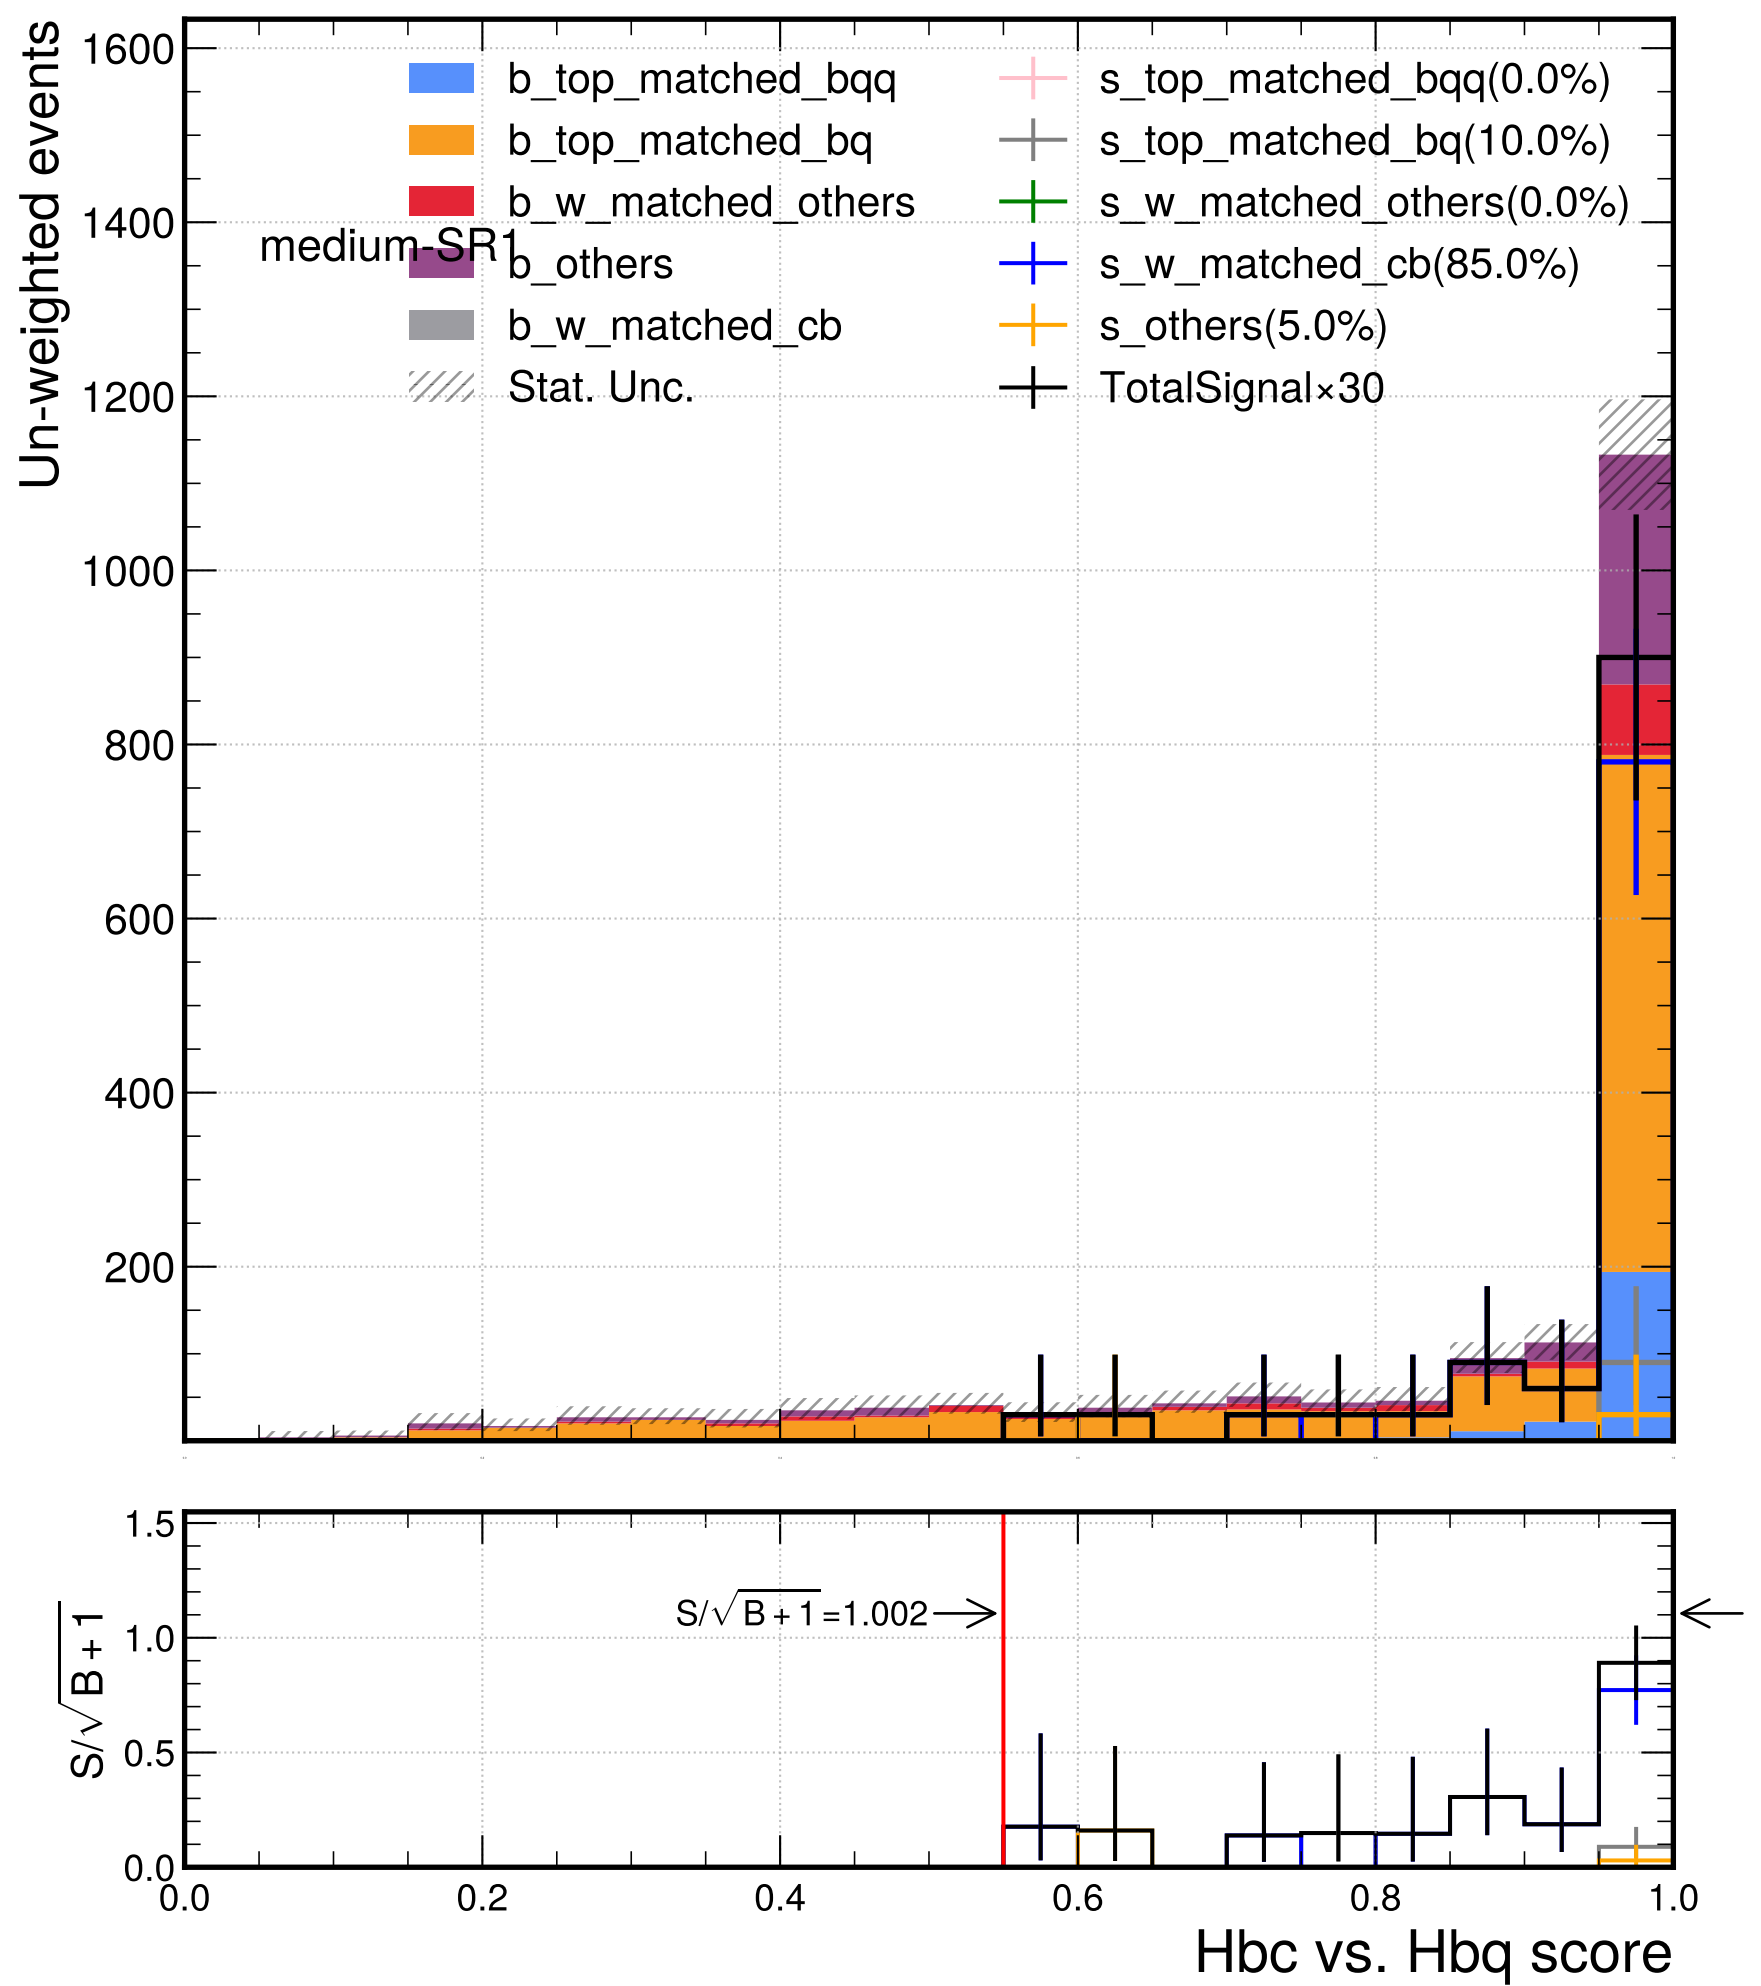 Un-weighted events
1600
1400
1200
1000
800
600
400
200
b_top_matched_bqq
b_top_matched_bq
b_w_matched_others
medium-SR1
b_others
b_w_matched_cb
Stat. Unc.
s_top_matched_bqq(0.0%)
s_top_matched_bq(10.0%)
s_w_matched_others(0.0%)
s_w_matched_cb(85.0%)
s_others(5.0%)
TotalSignal×30
S/√B + 1
1.5
1.0
0.5
0.0
S/√B + 1=1.002
0.0 0.2 0.4 0.6 0.8 1.0
Hbc vs. Hbq score